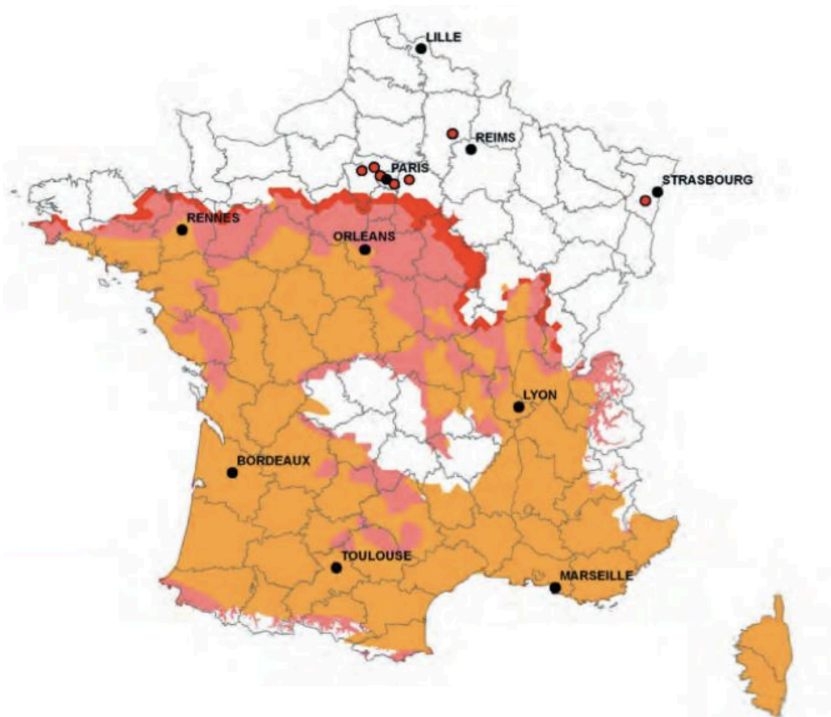 LILLE
REIMS
PARIS
STRASBOURG
RENNES
ORLEANS
LYON
BORDEAUX
TOULOUSE
MARSEILLE